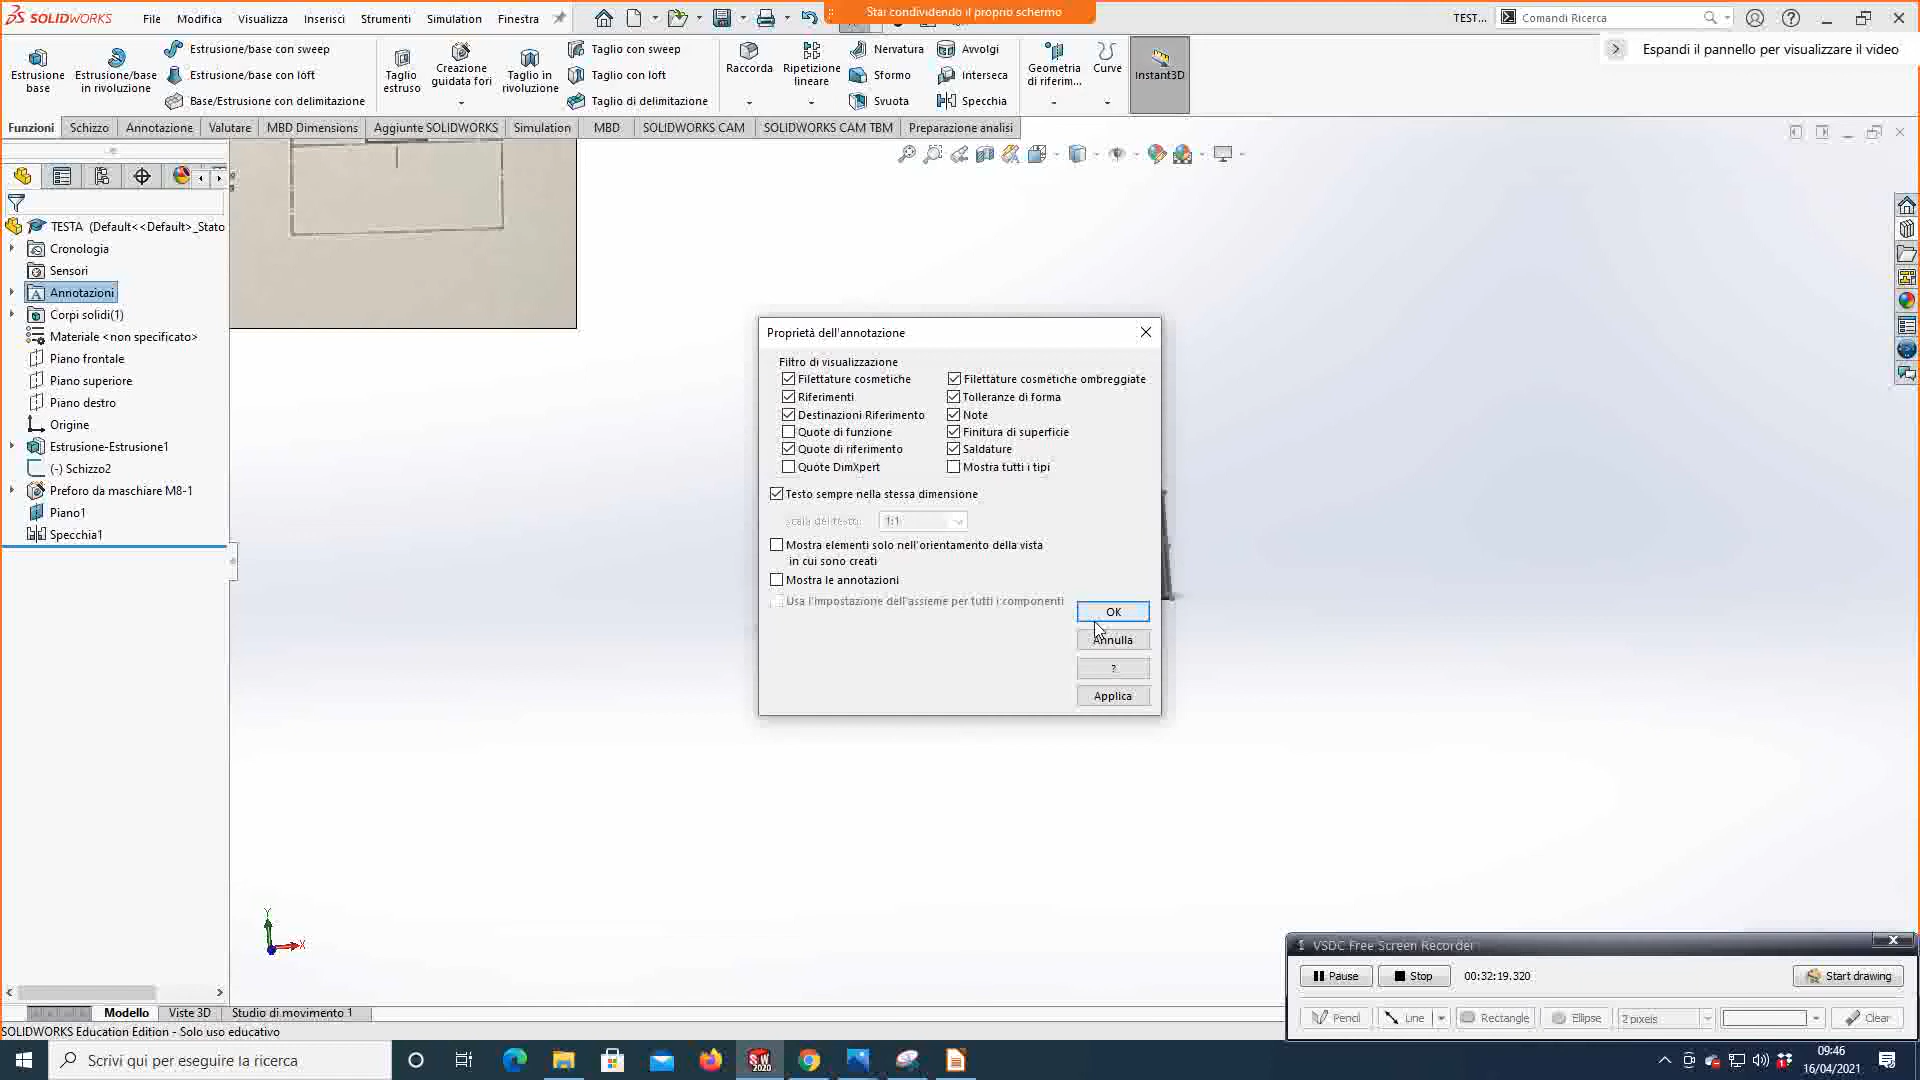 SOLIDWORKS File Modifica Visualizza Inserisci Strumenti Simulation Finestra
Stai condividendo il proprio schermo
TEST... Comandi Ricerca
Espandi il pannello per visualizzare il video
Estrusione base
Estrusione/base in rivoluzione
Estrusione/base con sweep
Estrusione/base con loft
Base/Estrusione con delimitazione
Taglio estruso
Creazione guidata fori
Taglio in rivoluzione
Taglio con sweep
Taglio con loft
Taglio di delimitazione
Raccorda
Ripetizione lineare
Nervatura
Sformo
Svuota
Avvolgi
Interseca
Specchia
Geometria di riferim...
Curve
Instant3D
Funzioni Schizzo Annotazione Valutare MBD Dimensions Aggiunte SOLIDWORKS Simulation MBD SOLIDWORKS CAM SOLIDWORKS CAM TBM Preparazione analisi
TESTA (Default<<Default>_Stato
Cronologia
Sensori
Annotazioni
Corpi solidi(1)
Materiale <non specificato>
Piano frontale
Piano superiore
Piano destro
Origine
Estrusione-Estrusione1
(-) Schizzo2
Preforo da maschiare M8-1
Piano1
Specchia1
Proprietà dell'annotazione
Filtro di visualizzazione
Filettature cosmetiche Filettature cosmetiche ombreggiate
Riferimenti Tolleranze di forma
Destinazioni Riferimento Note
Quote di funzione Finitura di superficie
Quote di riferimento Saldature
Quote DimXpert Mostra tutti i tipi
Testo sempre nella stessa dimensione
Scala del testo: 1:1
Mostra elementi solo nell'orientamento della vista
in cui sono creati
Mostra le annotazioni
Usa l'impostazione dell'assieme per tutti i componenti
OK
Annulla
?
Applica
Y
X
VSDC Free Screen Recorder
Pause Stop 00:32:19.320 Start drawing
Pencil Line Rectangle Ellipse 2 pixels Clear
Modello Viste 3D Studio di movimento 1
SOLIDWORKS Education Edition - Solo uso educativo
Scrivi qui per eseguire la ricerca
SW
2020
09:46
16/04/2021